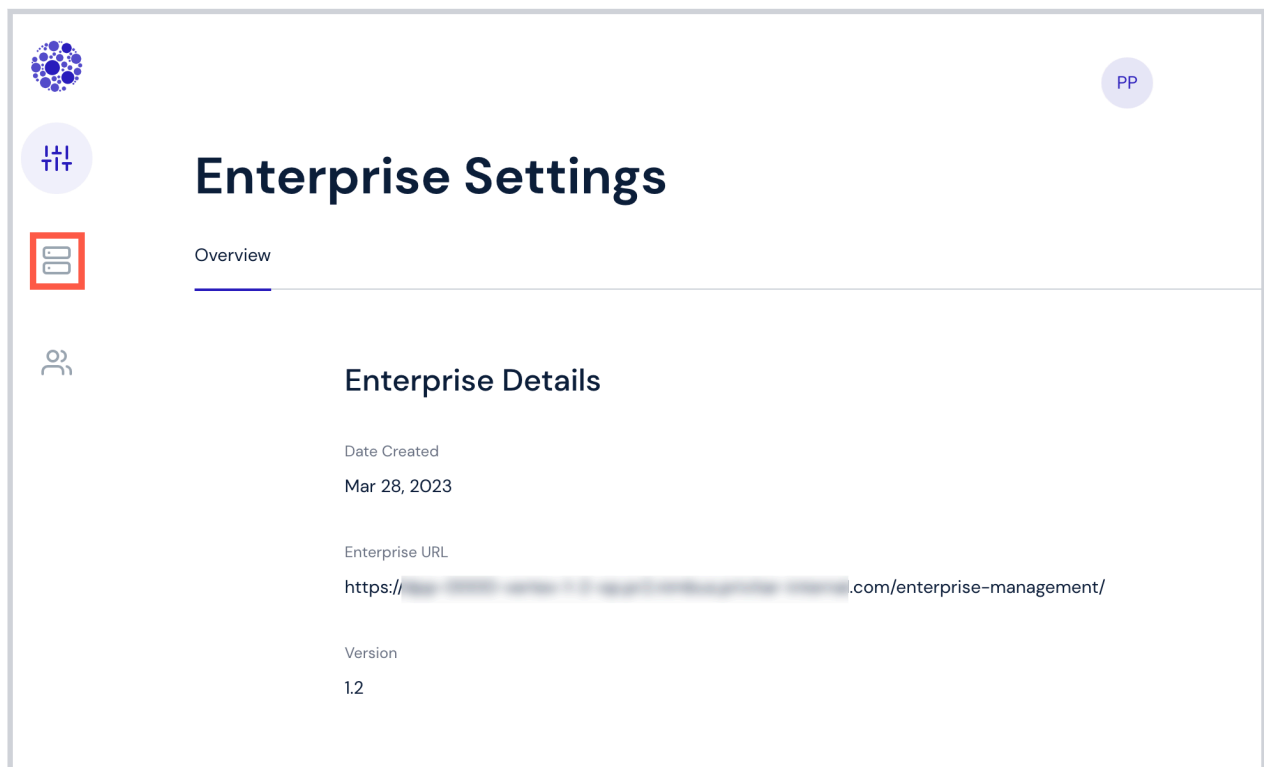 PP
Enterprise Settings
Overview
Enterprise Details
Date Created
Mar 28, 2023
Enterprise URL
https:// .com/enterprise-management/
Version
1.2